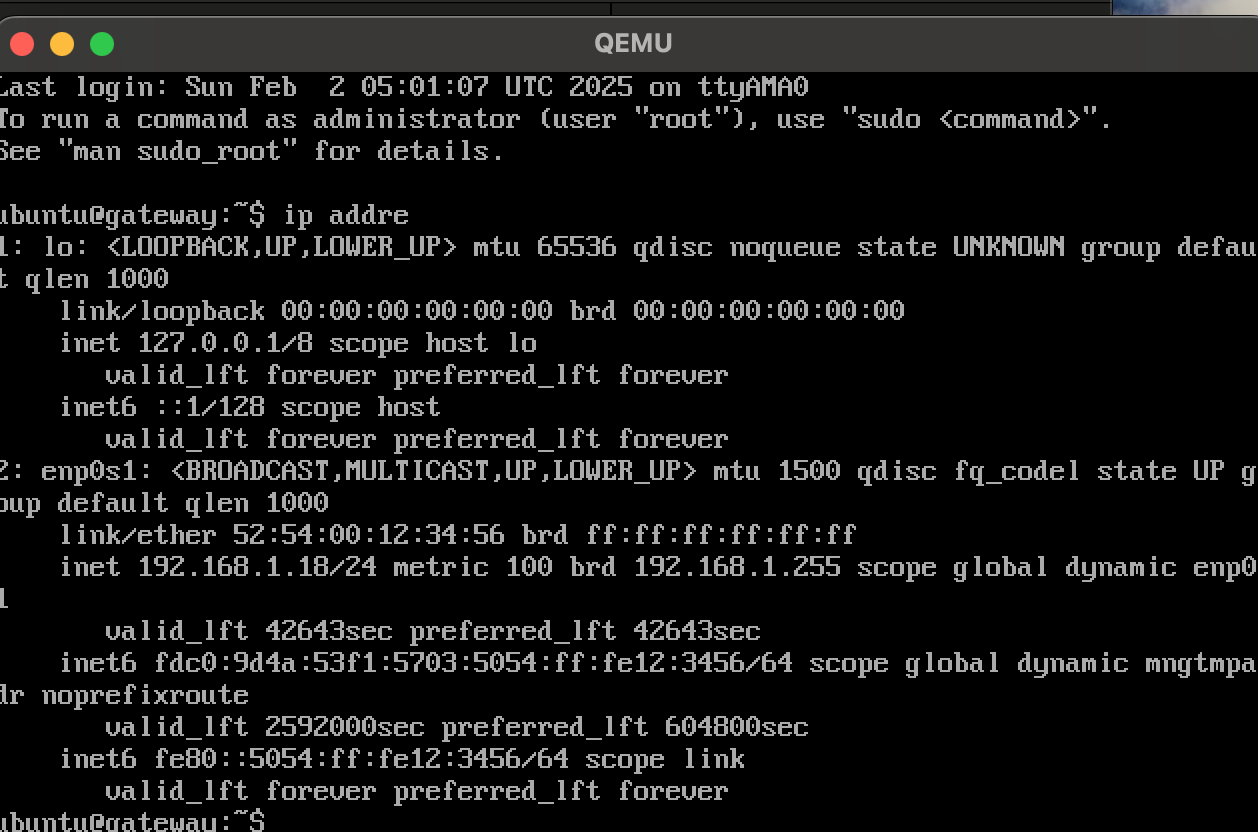 QEMU
Last login: Sun Feb  2 05:01:07 UTC 2025 on ttyAMA0
To run a command as administrator (user "root"), use "sudo <command>".
See "man sudo_root" for details.

ubuntu@gateway:~$ ip addre
1: lo: <LOOPBACK,UP,LOWER_UP> mtu 65536 qdisc noqueue state UNKNOWN group defau
t qlen 1000
    link/loopback 00:00:00:00:00:00 brd 00:00:00:00:00:00
    inet 127.0.0.1/8 scope host lo
       valid_lft forever preferred_lft forever
    inet6 ::1/128 scope host
       valid_lft forever preferred_lft forever
2: enp0s1: <BROADCAST,MULTICAST,UP,LOWER_UP> mtu 1500 qdisc fq_codel state UP g
oup default qlen 1000
    link/ether 52:54:00:12:34:56 brd ff:ff:ff:ff:ff:ff
    inet 192.168.1.18/24 metric 100 brd 192.168.1.255 scope global dynamic enp0
1
       valid_lft 42643sec preferred_lft 42643sec
    inet6 fdc0:9d4a:53f1:5703:5054:ff:fe12:3456/64 scope global dynamic mngtmpa
dr noprefixroute
       valid_lft 2592000sec preferred_lft 604800sec
    inet6 fe80::5054:ff:fe12:3456/64 scope link
       valid_lft forever preferred_lft forever
ubuntu@gateway:~$